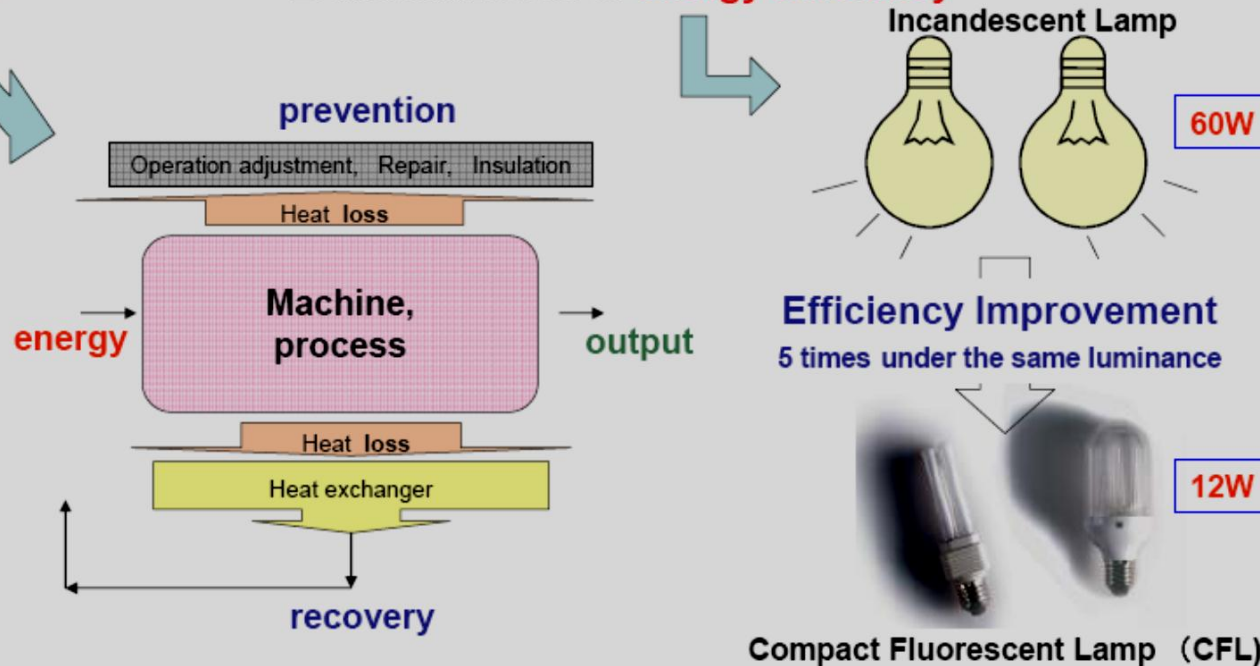 Incandescent Lamp
60W
prevention
Operation adjustment, Repair, Insulation
Heat loss
Machine,
process
energy
output
Heat loss
Heat exchanger
recovery
Efficiency Improvement
5 times under the same luminance
12W
Compact Fluorescent Lamp （CFL)